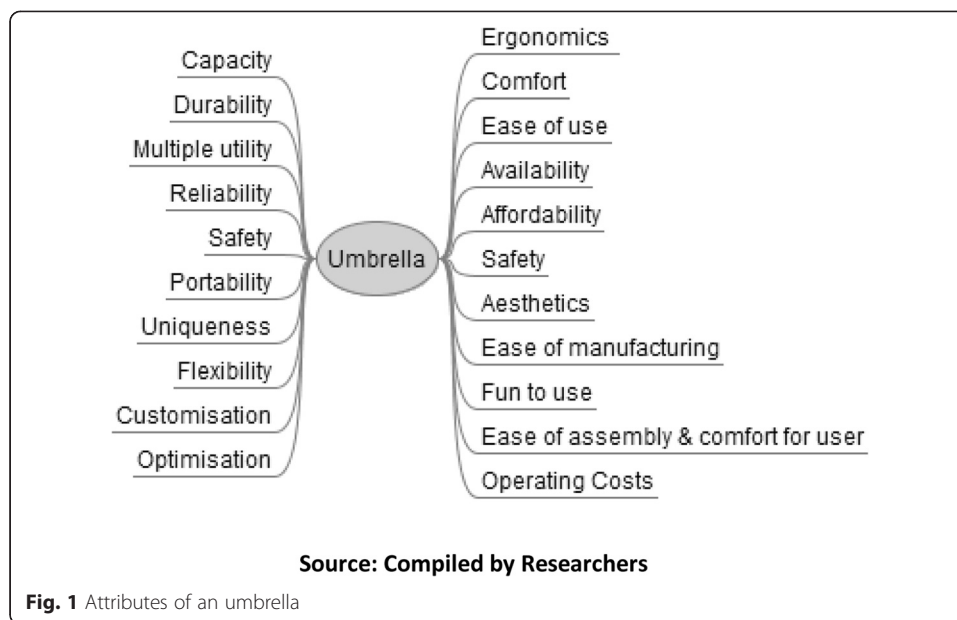 Capacity
Durability
Multiple utility
Reliability
Safety
Portability
Uniqueness
Flexibility
Customisation
Optimisation
Umbrella
Ergonomics
Comfort
Ease of use
Availability
Affordability
Safety
Aesthetics
Ease of manufacturing
Fun to use
Ease of assembly & comfort for user
Operating Costs
Source: Compiled by Researchers
Fig. 1 Attributes of an umbrella